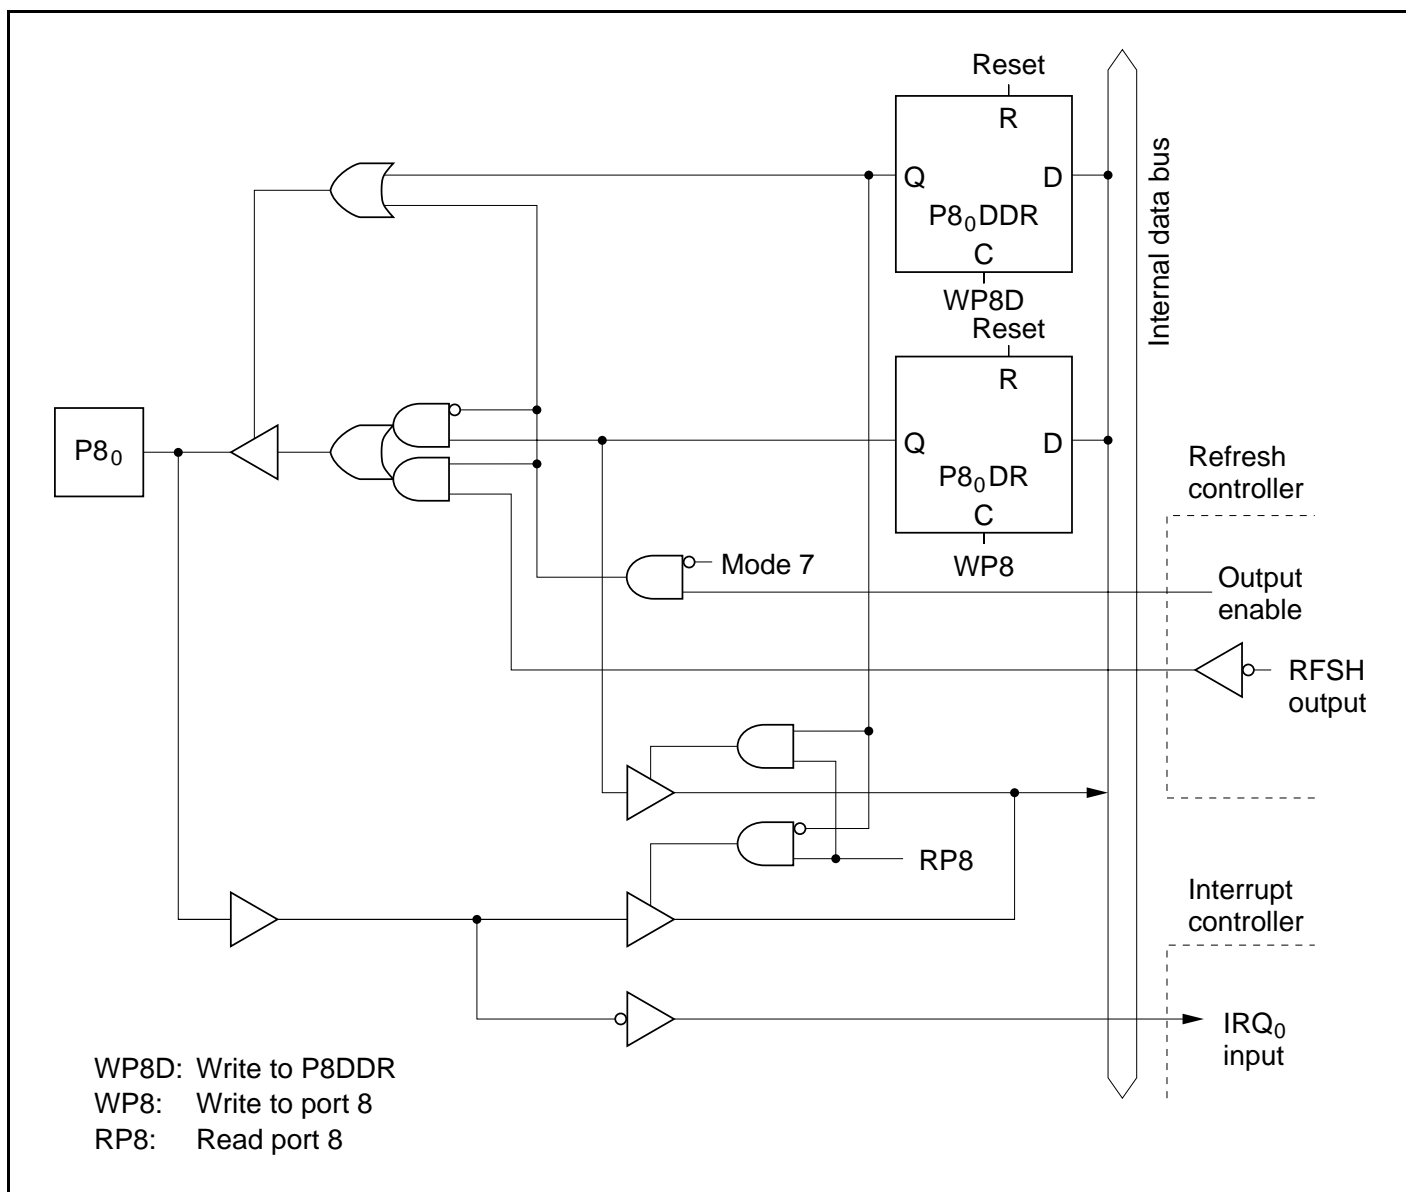 Reset
R
Q
D
P8₀DDR
C
WP8D
Internal data bus
Reset
R
Q
D
P8₀DR
C
WP8
P8₀
Refresh
controller
Mode 7
Output
enable
RFSH
output
RP8
Interrupt
controller
IRQ₀
input
WP8D: Write to P8DDR
WP8: Write to port 8
RP8: Read port 8